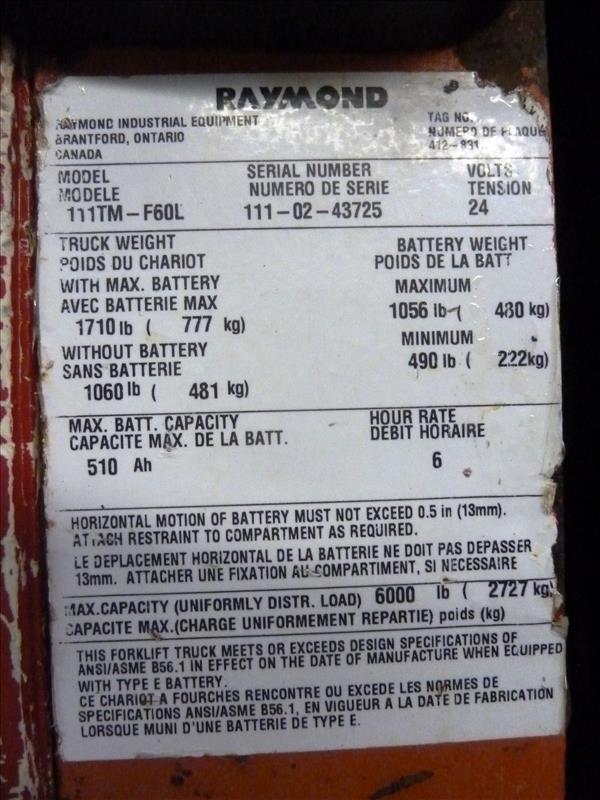 RAYMOND
RAYMOND INDUSTRIAL EQUIPMENT
BRANTFORD, ONTARIO
CANADA
TAG NO.
NUMERO DE PLAQUE
412-831
MODEL
MODELE
111TM-F60L
SERIAL NUMBER
NUMERO DE SERIE
111-02-43725
VOLTS
TENSION
24
TRUCK WEIGHT
POIDS DU CHARIOT
WITH MAX. BATTERY
AVEC BATTERIE MAX
1710 lb ( 777 kg)
WITHOUT BATTERY
SANS BATTERIE
1060 lb ( 481 kg)
BATTERY WEIGHT
POIDS DE LA BATT
MAXIMUM
1056 lb ( 480 kg)
MINIMUM
490 lb ( 222kg)
MAX. BATT. CAPACITY
CAPACITE MAX. DE LA BATT.
510 Ah
HOUR RATE
DEBIT HORAIRE
6
HORIZONTAL MOTION OF BATTERY MUST NOT EXCEED 0.5 in (13mm).
ATTACH RESTRAINT TO COMPARTMENT AS REQUIRED.
LE DEPLACEMENT HORIZONTAL DE LA BATTERIE NE DOIT PAS DEPASSER
13mm. ATTACHER UNE FIXATION AU COMPARTIMENT, SI NECESSAIRE
MAX.CAPACITY (UNIFORMLY DISTR. LOAD) 6000 lb ( 2727 kg)
CAPACITE MAX.(CHARGE UNIFORMEMENT REPARTIE) poids (kg)
THIS FORKLIFT TRUCK MEETS OR EXCEEDS DESIGN SPECIFICATIONS OF
ANSI/ASME B56.1 IN EFFECT ON THE DATE OF MANUFACTURE WHEN EQUIPPED
WITH TYPE E BATTERY.
CE CHARIOT A FOURCHES RENCONTRE OU EXCEDE LES NORMES DE
SPECIFICATIONS ANSI/ASME B56.1, EN VIGUEUR A LA DATE DE FABRICATION
LORSQUE MUNI D'UNE BATTERIE DE TYPE E.